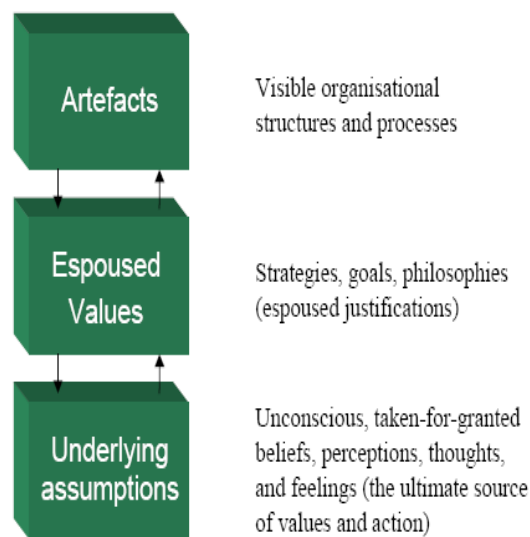 Artefacts
Visible organisational
structures and processes
Espoused
Values
Strategies, goals, philosophies
(espoused justifications)
Underlying
assumptions
Unconscious, taken-for-granted
beliefs, perceptions, thoughts,
and feelings (the ultimate source
of values and action)